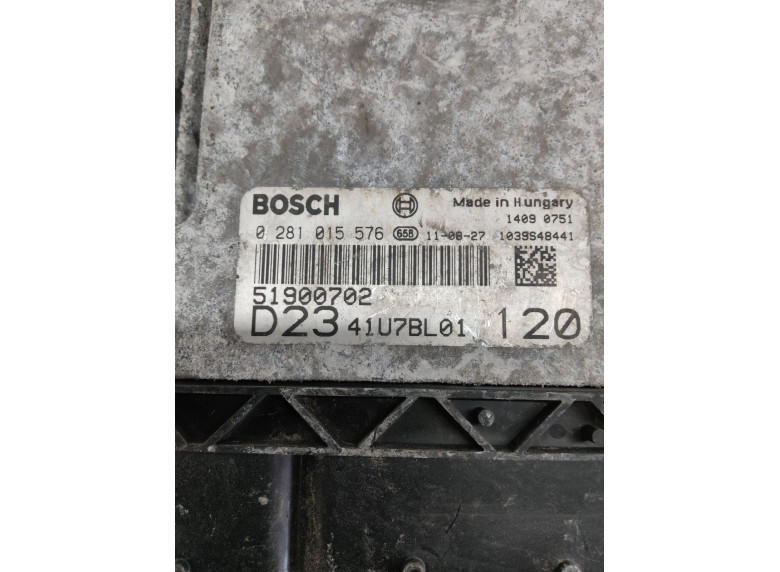 BOSCH Made in Hungary
1409 0751
0 281 015 576 658 11-08-27 1039S48441
51900702
D23 41U7BL01 120